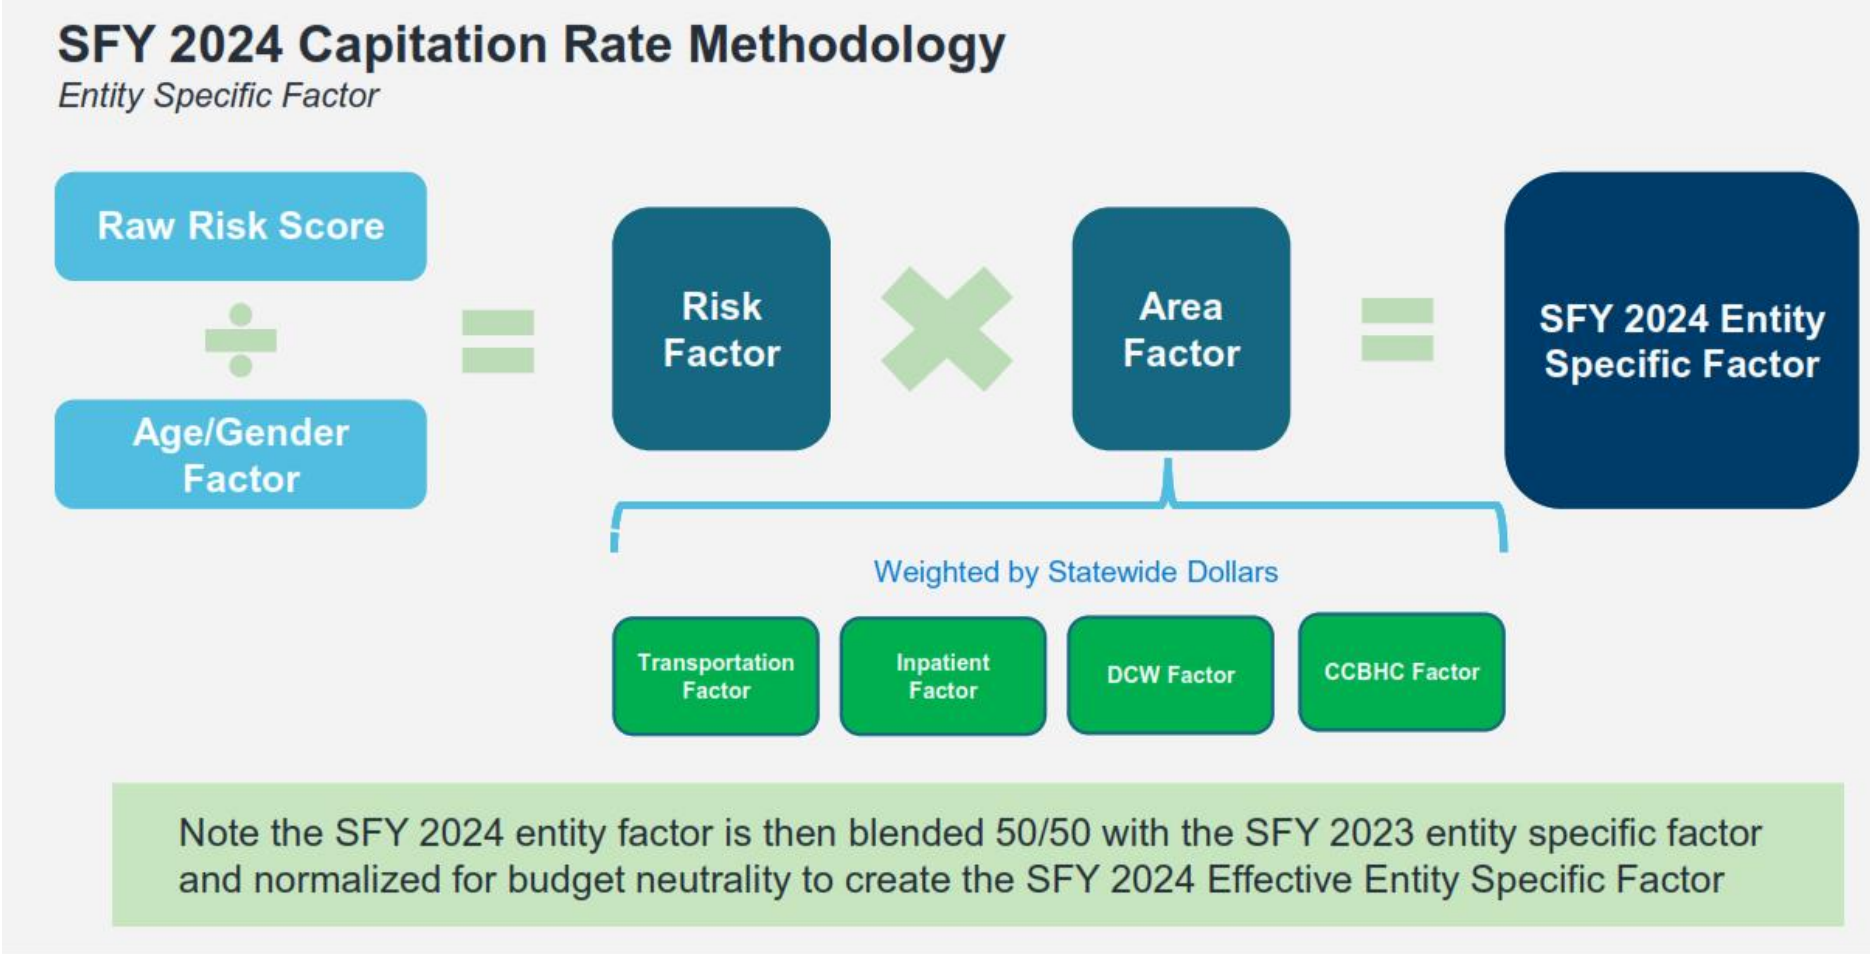 SFY 2024 Capitation Rate Methodology
Entity Specific Factor
Raw Risk Score
Age/Gender
Factor
Risk
Factor
Area
Factor
SFY 2024 Entity
Specific Factor
Weighted by Statewide Dollars
Transportation
Factor
Inpatient
Factor
DCW Factor
CCBHC Factor
Note the SFY 2024 entity factor is then blended 50/50 with the SFY 2023 entity specific factor
and normalized for budget neutrality to create the SFY 2024 Effective Entity Specific Factor